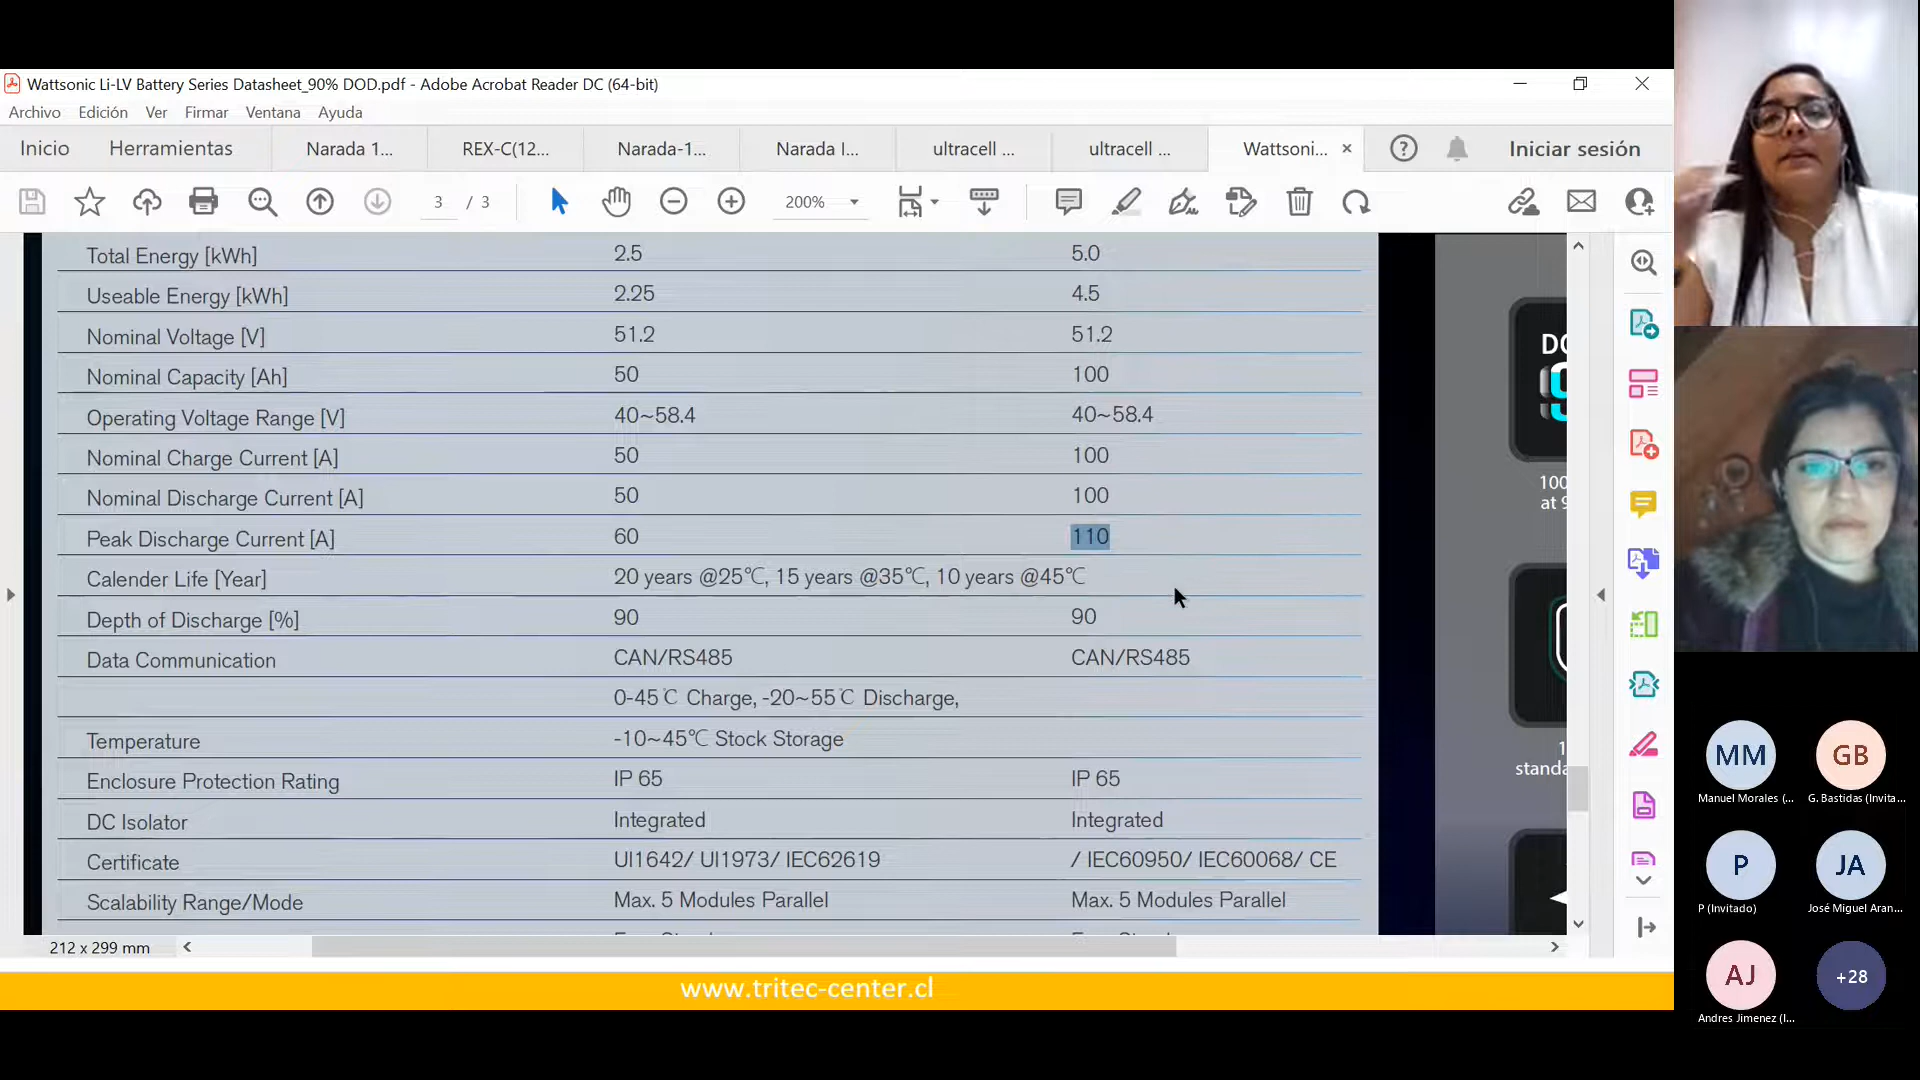 Wattsonic Li-LV Battery Series Datasheet_90% DOD.pdf - Adobe Acrobat Reader DC (64-bit)
Archivo Edición Ver Firmar Ventana Ayuda
Inicio Herramientas Narada 1... REX-C(12... Narada-1... Narada I... ultracell ... ultracell ... Wattsoni... Iniciar sesión
3 / 3 200%
Total Energy [kWh] 2.5 5.0
Useable Energy [kWh] 2.25 4.5
Nominal Voltage [V] 51.2 51.2
Nominal Capacity [Ah] 50 100
Operating Voltage Range [V] 40~58.4 40~58.4
Nominal Charge Current [A] 50 100
Nominal Discharge Current [A] 50 100
Peak Discharge Current [A] 60 110
Calender Life [Year] 20 years @25℃, 15 years @35℃, 10 years @45℃
Depth of Discharge [%] 90 90
Data Communication CAN/RS485 CAN/RS485
0-45℃ Charge, -20~55℃ Discharge,
Temperature -10~45℃ Stock Storage
Enclosure Protection Rating IP 65 IP 65
DC Isolator Integrated Integrated
Certificate UI1642/ UI1973/ IEC62619 / IEC60950/ IEC60068/ CE
Scalability Range/Mode Max. 5 Modules Parallel Max. 5 Modules Parallel
100
at 9
standa
212 x 299 mm
www.tritec-center.cl
MM GB
Manuel Morales (... G. Bastidas (Invita...
P JA
P (Invitado) José Miguel Aran...
AJ +28
Andres Jimenez (I...